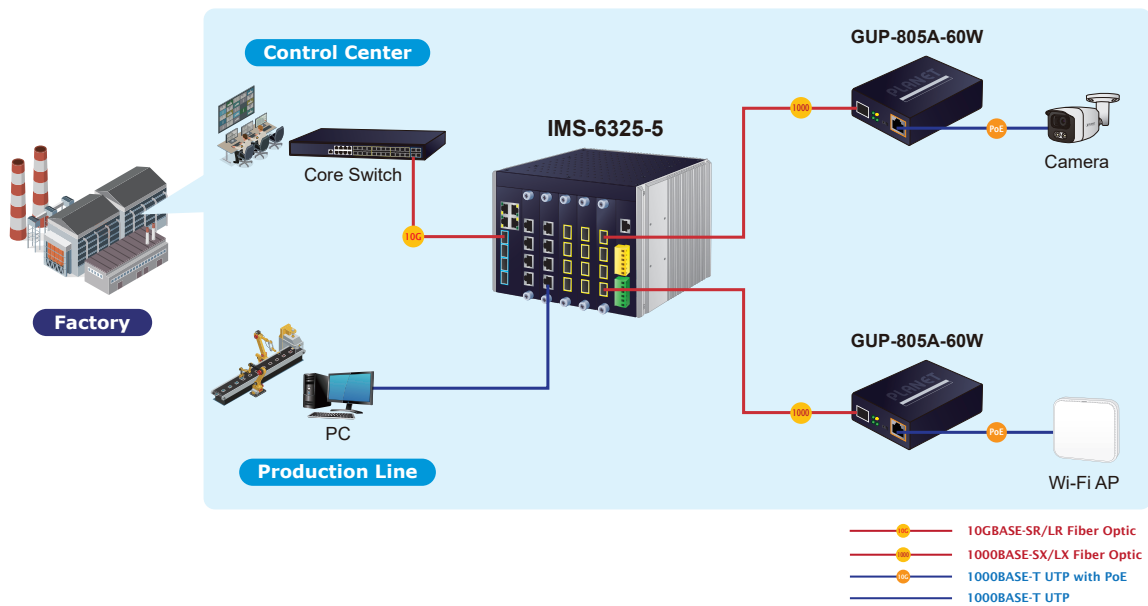 Control Center
GUP-805A-60W
1000
PLANET
PoE
Camera
IMS-6325-5
Core Switch
10G
Factory
GUP-805A-60W
1000
PLANET
PoE
Wi-Fi AP
PC
Production Line
10G 10GBASE-SR/LR Fiber Optic
1000 1000BASE-SX/LX Fiber Optic
10G 1000BASE-T UTP with PoE
1000BASE-T UTP